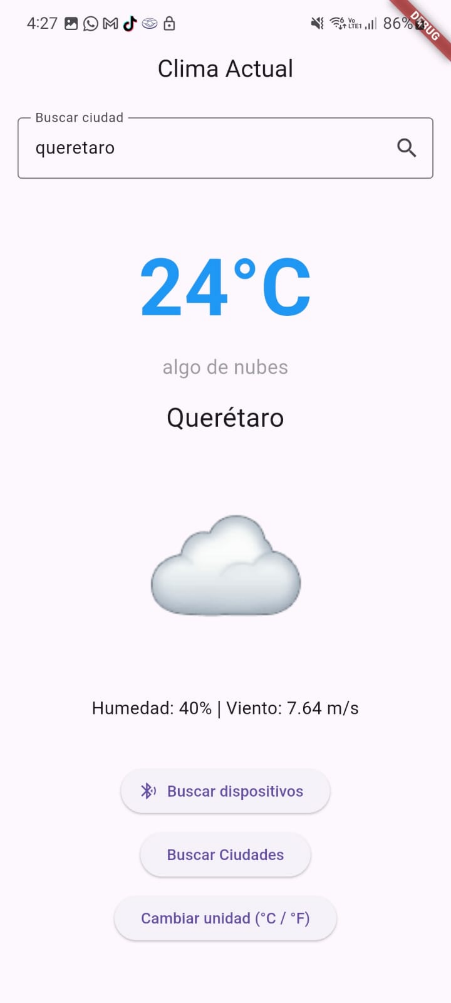 4:27
86%
DEBUG
Clima Actual
Buscar ciudad
queretaro
24°C
algo de nubes
Querétaro
Humedad: 40% | Viento: 7.64 m/s
Buscar dispositivos
Buscar Ciudades
Cambiar unidad (°C / °F)